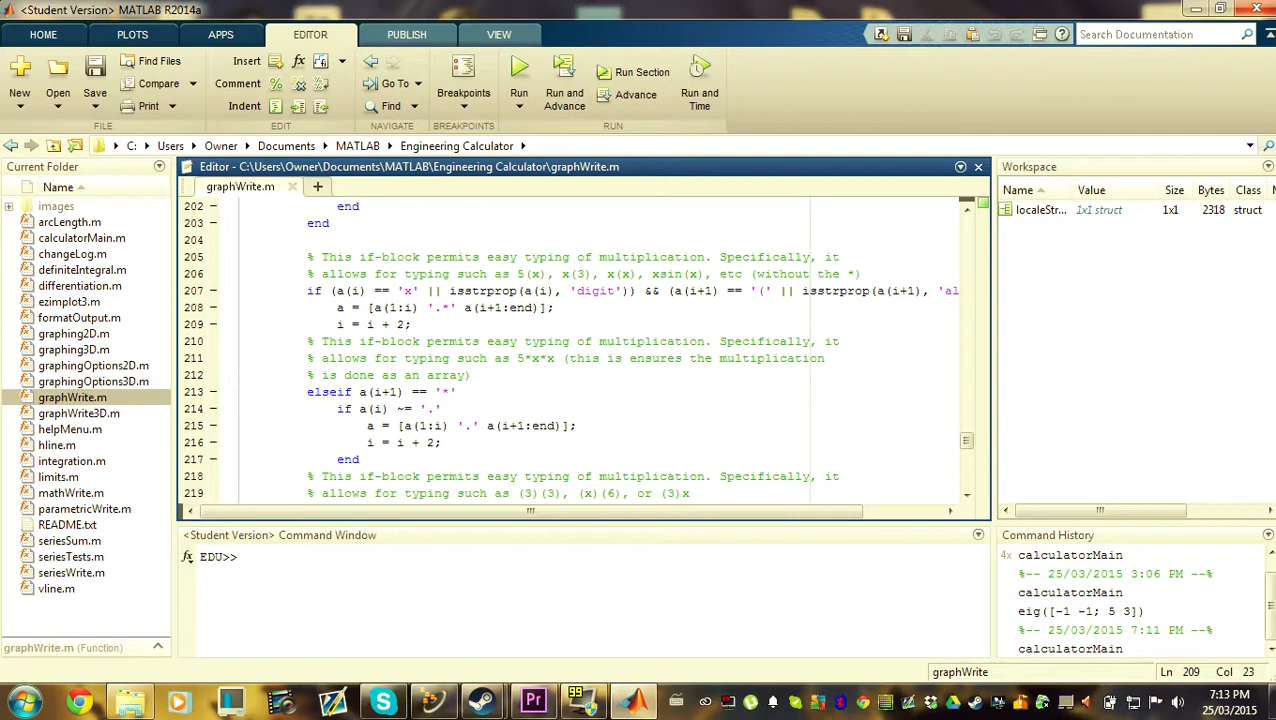 <Student Version> MATLAB R2014a
HOME PLOTS APPS EDITOR PUBLISH VIEW
Search Documentation
New Open Save
Find Files
Compare
Print
FILE
Insert fx
Comment
Indent
EDIT
Go To
Find
NAVIGATE
Breakpoints
BREAKPOINTS
Run
Run and Advance
Run Section
Advance
Run and Time
RUN
C: Users Owner Documents MATLAB Engineering Calculator
Current Folder
Name
images
arcLength.m
calculatorMain.m
changeLog.m
definiteIntegral.m
differentiation.m
ezimplot3.m
formatOutput.m
graphing2D.m
graphing3D.m
graphingOptions2D.m
graphingOptions3D.m
graphWrite.m
graphWrite3D.m
helpMenu.m
hline.m
integration.m
limits.m
mathWrite.m
parametricWrite.m
README.txt
seriesSum.m
seriesTests.m
seriesWrite.m
vline.m
graphWrite.m (Function)
Editor - C:\Users\Owner\Documents\MATLAB\Engineering Calculator\graphWrite.m
graphWrite.m
202 – end
203 – end
204
205 % This if-block permits easy typing of multiplication. Specifically, it
206 % allows for typing such as 5(x), x(3), x(x), xsin(x), etc (without the *)
207 – if (a(i) == 'x' || isstrprop(a(i), 'digit')) && (a(i+1) == '(' || isstrprop(a(i+1), 'al
208 – a = [a(1:i) '.*' a(i+1:end)];
209 – i = i + 2;
210 % This if-block permits easy typing of multiplication. Specifically, it
211 % allows for typing such as 5*x*x (this is ensures the multiplication
212 % is done as an array)
213 – elseif a(i+1) == '*'
214 – if a(i) ~= '.'
215 – a = [a(1:i) '.' a(i+1:end)];
216 – i = i + 2;
217 – end
218 % This if-block permits easy typing of multiplication. Specifically, it
219 % allows for typing such as (3)(3), (x)(6), or (3)x
<Student Version> Command Window
fx EDU>>
Workspace
Name Value Size Bytes Class
localeStr... 1x1 struct 1x1 2318 struct
Command History
4x calculatorMain
%-- 25/03/2015 3:06 PM --%
calculatorMain
eig([-1 -1; 5 3])
%-- 25/03/2015 7:11 PM --%
calculatorMain
graphWrite Ln 209 Col 23
Pr
99
7:13 PM
25/03/2015